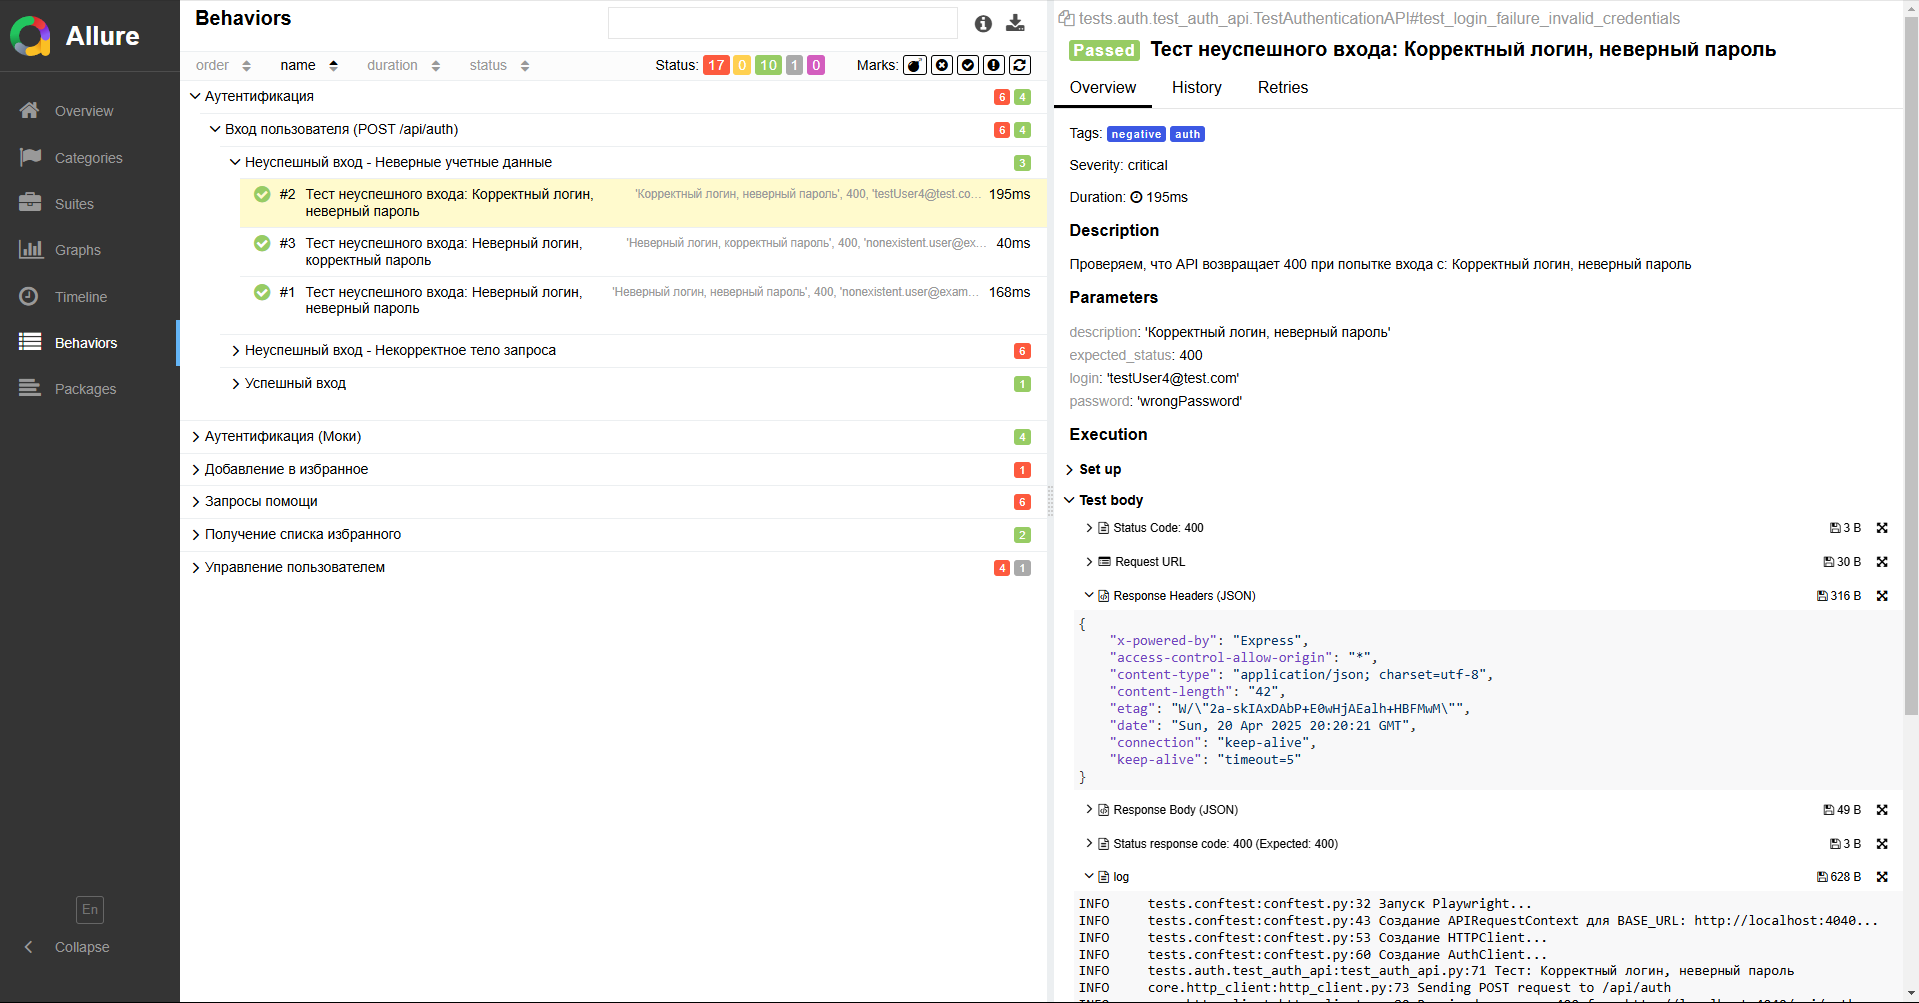 Allure
Overview
Categories
Suites
Graphs
Timeline
Behaviors
Packages
En
Collapse
Behaviors
order name duration status Status: 17 0 10 1 0 Marks:
Аутентификация 6 4
Вход пользователя (POST /api/auth) 6 4
Неуспешный вход - Неверные учетные данные 3
#2 Тест неуспешного входа: Корректный логин, 'Корректный логин, неверный пароль', 400, 'testUser4@test.co... 195ms
неверный пароль
#3 Тест неуспешного входа: Неверный логин, 'Неверный логин, корректный пароль', 400, 'nonexistent.user@ex... 40ms
корректный пароль
#1 Тест неуспешного входа: Неверный логин, 'Неверный логин, неверный пароль', 400, 'nonexistent.user@exam... 168ms
неверный пароль
Неуспешный вход - Некорректное тело запроса 6
Успешный вход 1
Аутентификация (Моки) 4
Добавление в избранное 1
Запросы помощи 6
Получение списка избранного 2
Управление пользователем 4 1
tests.auth.test_auth_api.TestAuthenticationAPI#test_login_failure_invalid_credentials
Passed Тест неуспешного входа: Корректный логин, неверный пароль
Overview History Retries
Tags: negative auth
Severity: critical
Duration: 195ms
Description
Проверяем, что API возвращает 400 при попытке входа с: Корректный логин, неверный пароль
Parameters
description: 'Корректный логин, неверный пароль'
expected_status: 400
login: 'testUser4@test.com'
password: 'wrongPassword'
Execution
Set up
Test body
Status Code: 400 3 B
Request URL 30 B
Response Headers (JSON) 316 B
{
"x-powered-by": "Express",
"access-control-allow-origin": "*",
"content-type": "application/json; charset=utf-8",
"content-length": "42",
"etag": "W/\"2a-skIAxDAbP+E0wHjAEalh+HBFMwM\"",
"date": "Sun, 20 Apr 2025 20:20:21 GMT",
"connection": "keep-alive",
"keep-alive": "timeout=5"
}
Response Body (JSON) 49 B
Status response code: 400 (Expected: 400) 3 B
log 628 B
INFO tests.conftest:conftest.py:32 Запуск Playwright...
INFO tests.conftest:conftest.py:43 Создание APIRequestContext для BASE_URL: http://localhost:4040...
INFO tests.conftest:conftest.py:53 Создание HTTPClient...
INFO tests.conftest:conftest.py:60 Создание AuthClient...
INFO tests.auth.test_auth_api:test_auth_api.py:71 Тест: Корректный логин, неверный пароль
INFO core.http_client:http_client.py:73 Sending POST request to /api/auth